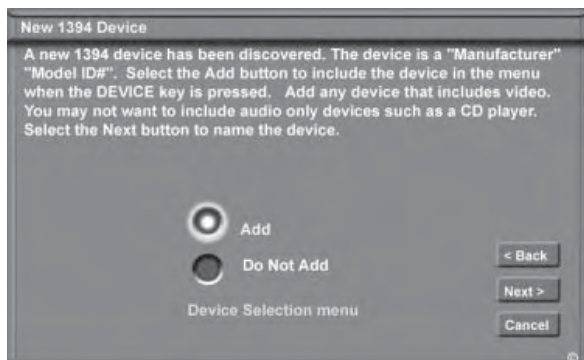 New 1394 Device
A new 1394 device has been discovered. The device is a "Manufacturer"
"Model ID#". Select the Add button to include the device in the menu
when the DEVICE key is pressed. Add any device that includes video.
You may not want to include audio only devices such as a CD player.
Select the Next button to name the device.
Add
Do Not Add
Device Selection menu
< Back
Next >
Cancel